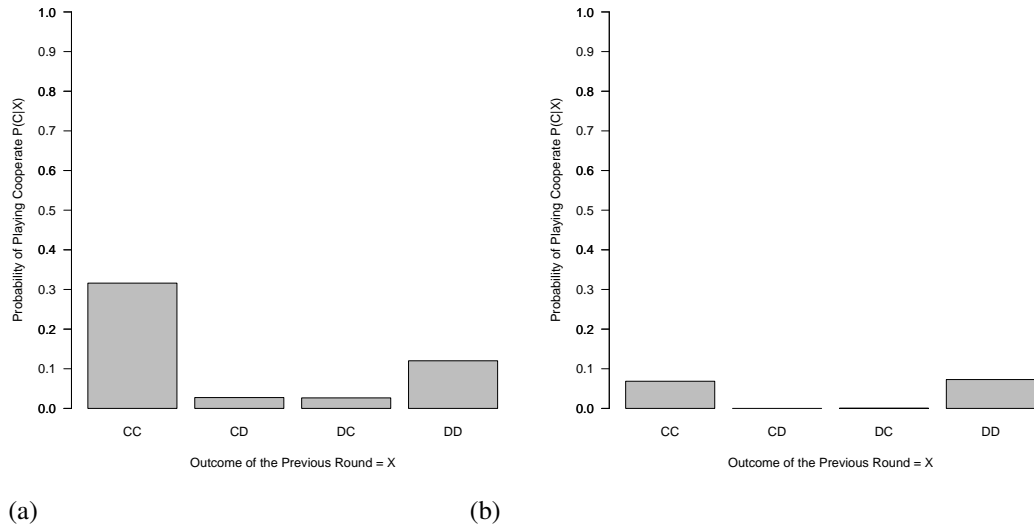 Probability of Playing Cooperate P(C|X)
1.0
0.9
0.8
0.7
0.6
0.5
0.4
0.3
0.2
0.1
0.0
CC CD DC DD
Outcome of the Previous Round = X
(a)
Probability of Playing Cooperate P(C|X)
1.0
0.9
0.8
0.7
0.6
0.5
0.4
0.3
0.2
0.1
0.0
CC CD DC DD
Outcome of the Previous Round = X
(b)